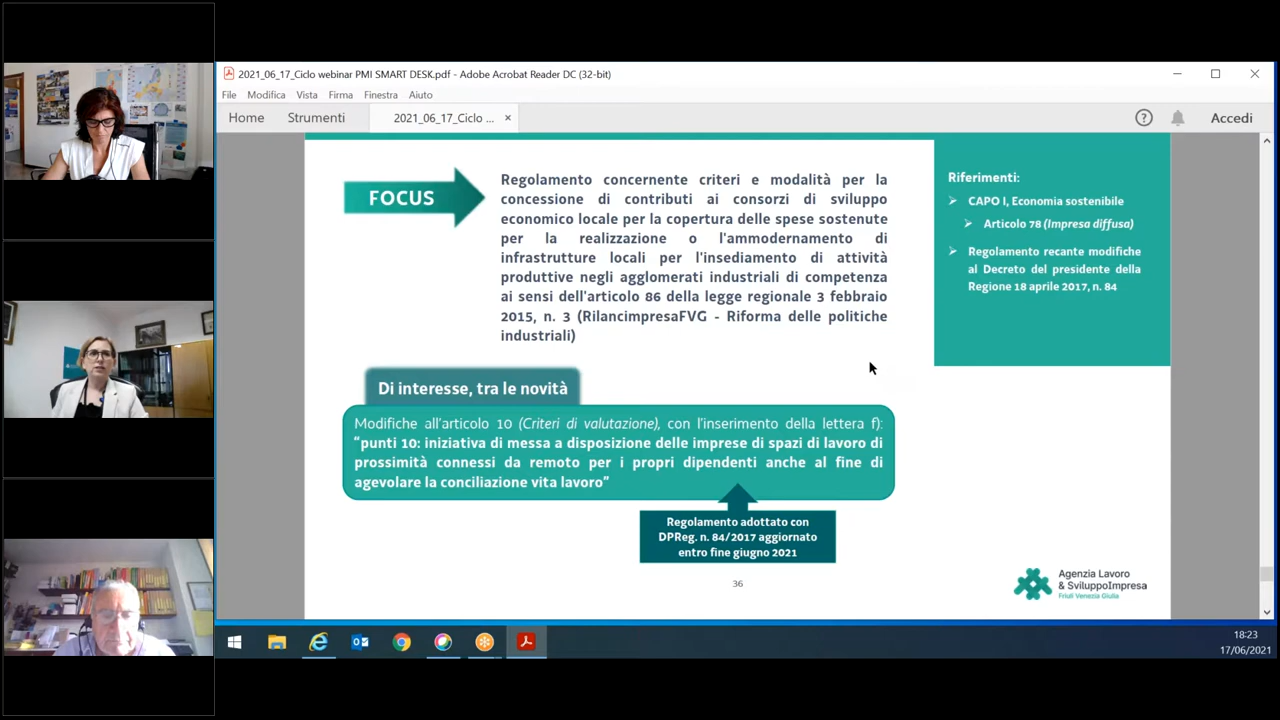 2021_06_17_Ciclo webinar PMI SMART DESK.pdf - Adobe Acrobat Reader DC (32-bit)
File Modifica Vista Firma Finestra Aiuto
Home Strumenti 2021_06_17_Ciclo ... × Accedi
FOCUS
Regolamento concernente criteri e modalità per la
concessione di contributi ai consorzi di sviluppo
economico locale per la copertura delle spese sostenute
per la realizzazione o l'ammodernamento di
infrastrutture locali per l'insediamento di attività
produttive negli agglomerati industriali di competenza
ai sensi dell'articolo 86 della legge regionale 3 febbraio
2015, n. 3 (RilancimpresaFVG - Riforma delle politiche
industriali)
Riferimenti:
CAPO I, Economia sostenibile
Articolo 78 (Impresa diffusa)
Regolamento recante modifiche
al Decreto del presidente della
Regione 18 aprile 2017, n. 84
Di interesse, tra le novità
Modifiche all'articolo 10 (Criteri di valutazione), con l'inserimento della lettera f):
“punti 10: iniziativa di messa a disposizione delle imprese di spazi di lavoro di
prossimità connessi da remoto per i propri dipendenti anche al fine di
agevolare la conciliazione vita lavoro”
Regolamento adottato con
DPReg. n. 84/2017 aggiornato
entro fine giugno 2021
36
Agenzia Lavoro
& SviluppoImpresa
Friuli Venezia Giulia
18:23
17/06/2021